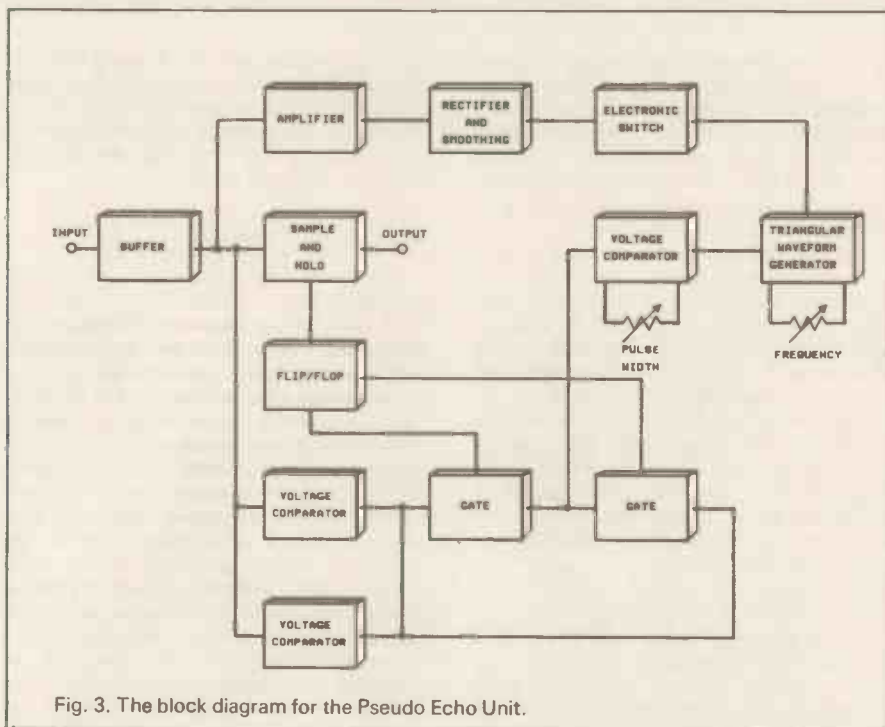 AMPLIFIER
RECTIFIER
AND
SMOOTHING
ELECTRONIC
SWITCH
INPUT
BUFFER
SAMPLE
AND
HOLD
OUTPUT
VOLTAGE
COMPARATOR
TRIANGULAR
WAVEFORM
GENERATOR
PULSE
WIDTH
FREQUENCY
FLIP/FLOP
VOLTAGE
COMPARATOR
GATE
GATE
VOLTAGE
COMPARATOR
Fig. 3. The block diagram for the Pseudo Echo Unit.